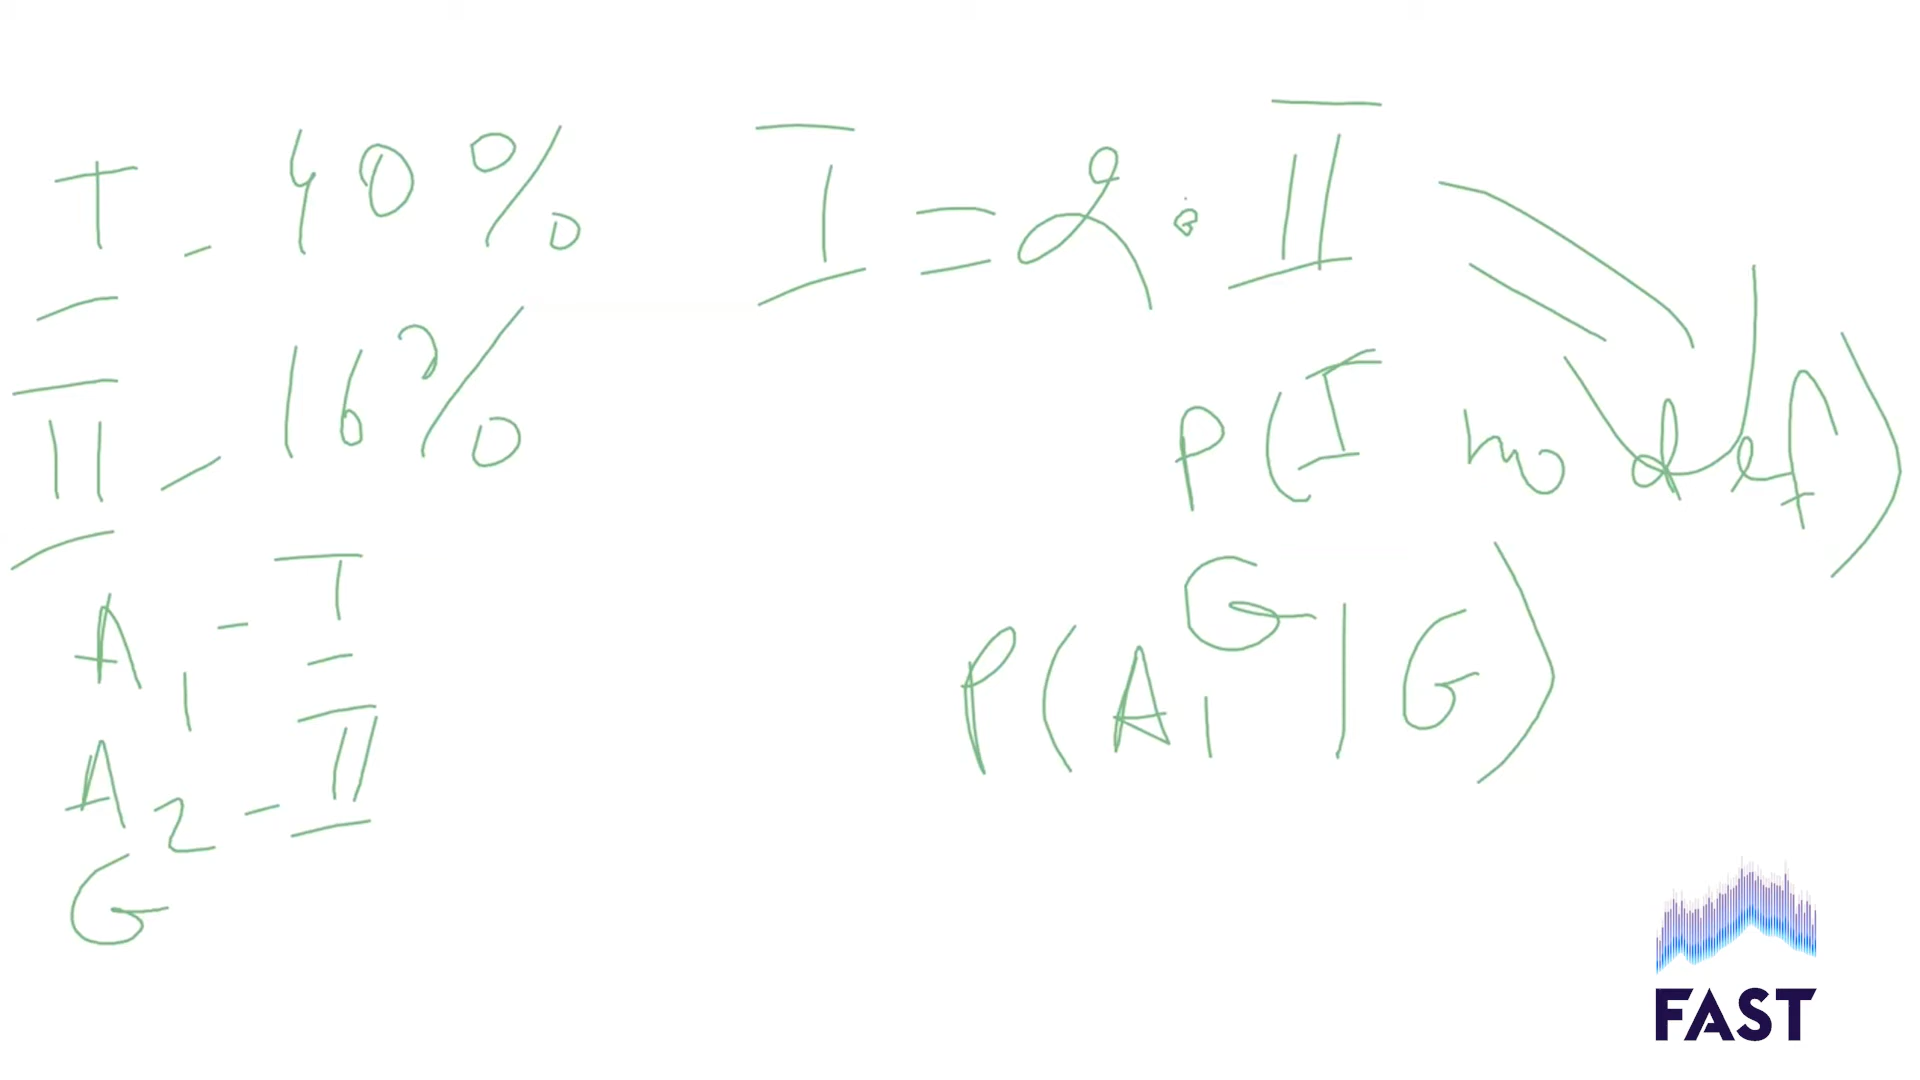 I - 40% I = 2 · II
II - 16%
P(I no def)
A1 - I
G
P(A1 | G)
A2 - II
G
FAST